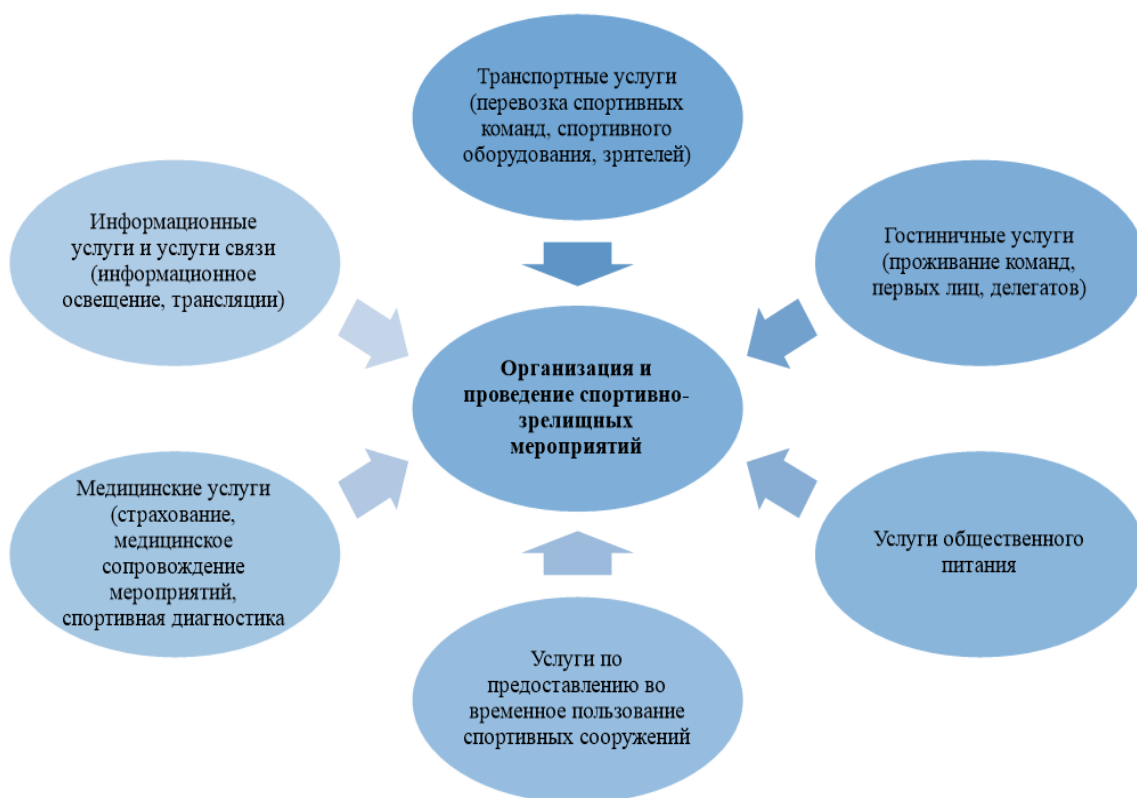 Транспортные услуги
(перевозка спортивных
команд, спортивного
оборудования, зрителей)
Информационные
услуги и услуги связи
(информационное
освещение, трансляции)
Гостиничные услуги
(проживание команд,
первых лиц, делегатов)
Организация и
проведение спортивно-
зрелищных
мероприятий
Медицинские услуги
(страхование,
медицинское
сопровождение
мероприятий,
спортивная диагностика
Услуги общественного
питания
Услуги по
предоставлению во
временное пользование
спортивных сооружений